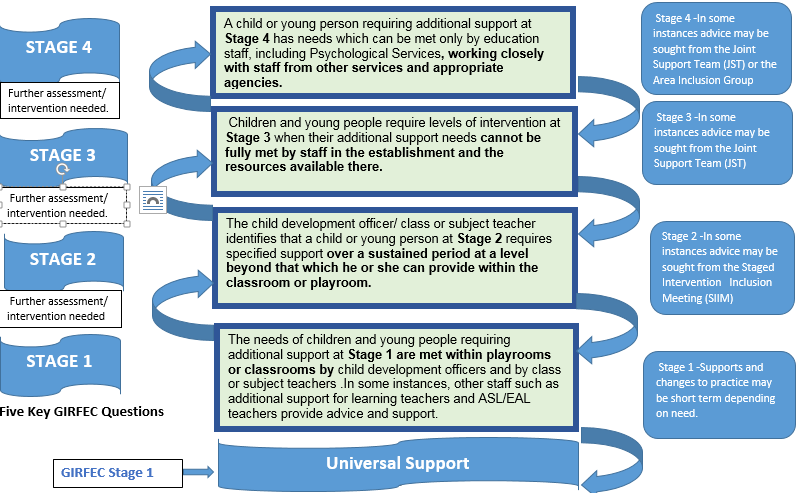 STAGE 4
Further assessment/
intervention needed.
A child or young person requiring additional support at
Stage 4 has needs which can be met only by education
staff, including Psychological Services, working closely
with staff from other services and appropriate
agencies.
Stage 4 -In some
instances advice may be
sought from the Joint
Support Team (JST) or the
Area Inclusion Group
STAGE 3
Further assessment/
intervention needed.
Children and young people require levels of intervention at
Stage 3 when their additional support needs cannot be
fully met by staff in the establishment and the
resources available there.
Stage 3 -In some
instances advice may be
sought from the Joint
Support Team (JST)
STAGE 2
Further assessment/
intervention needed
The child development officer/ class or subject teacher
identifies that a child or young person at Stage 2 requires
specified support over a sustained period at a level
beyond that which he or she can provide within the
classroom or playroom.
Stage 2 -In some
instances advice may be
sought from the Staged
Intervention Inclusion
Meeting (SIIM)
STAGE 1
The needs of children and young people requiring
additional support at Stage 1 are met within playrooms
or classrooms by child development officers and by class
or subject teachers .In some instances, other staff such as
additional support for learning teachers and ASL/EAL
teachers provide advice and support.
Stage 1 -Supports and
changes to practice may
be short term depending
on need.
Five Key GIRFEC Questions
GIRFEC Stage 1
Universal Support